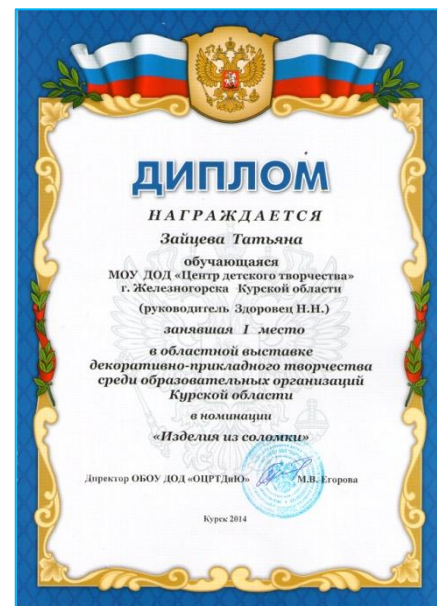 ДИПЛОМ
НАГРАЖДАЕТСЯ
Зайцева Татьяна
обучающаяся
МОУ ДОД «Центр детского творчества»
г. Железногорска Курской области
(руководитель Здоровец Н.Н.)
занявшая I место
в областной выставке
декоративно-прикладного творчества
среди образовательных организаций
Курской области
в номинации
«Изделия из соломки»
Директор ОБОУ ДОД «ОЦРТДиЮ» М.В. Егорова
Курск 2014